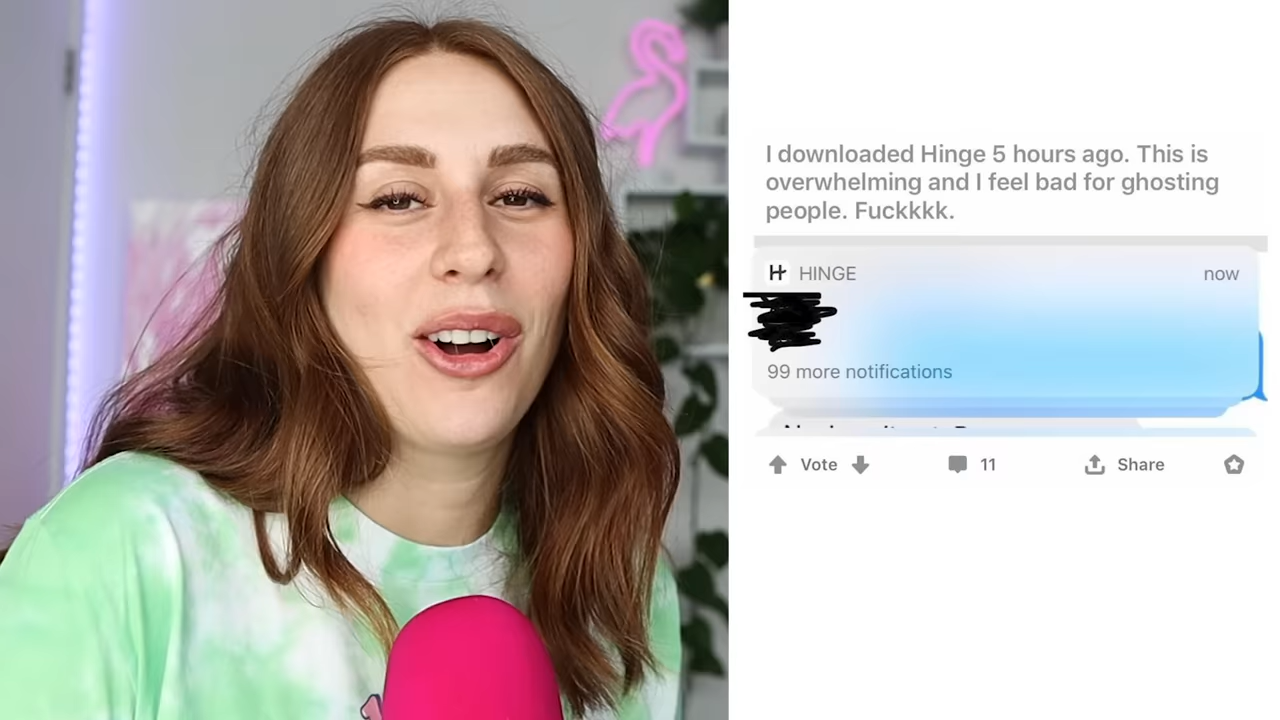 I downloaded Hinge 5 hours ago. This is
overwhelming and I feel bad for ghosting
people. Fuckkkk.
HINGE
now
99 more notifications
Vote
11
Share